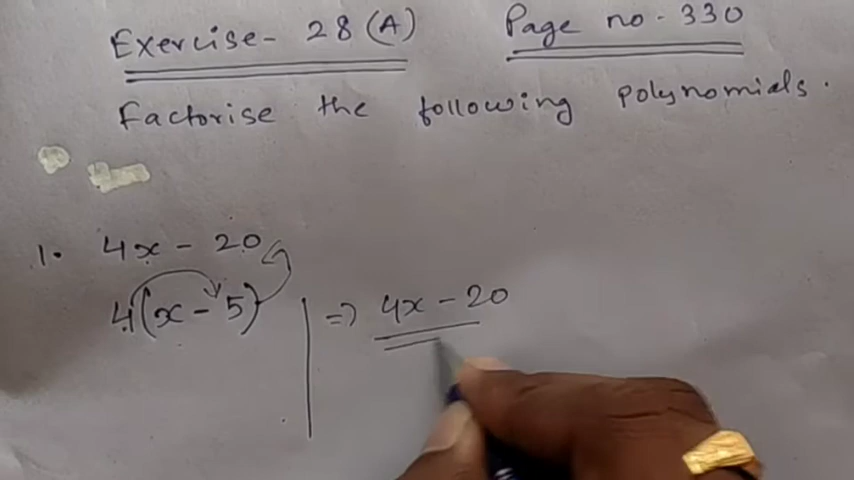 Exercise- 28 (A) Page no - 330
Factorise the following polynomials.
1. 4x - 20
4(x - 5) => 4x - 20